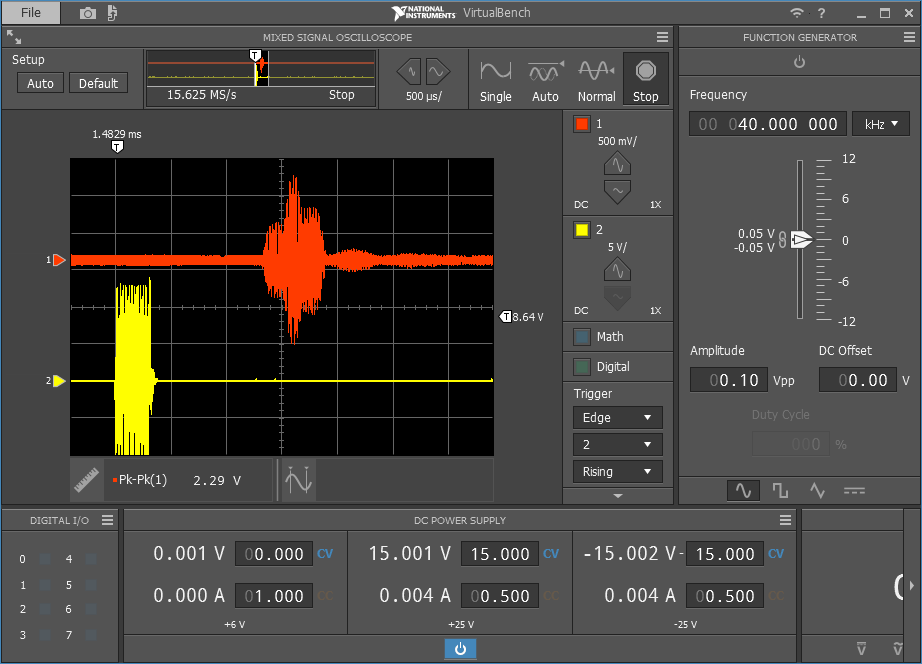 File
NATIONAL INSTRUMENTS VirtualBench
?
MIXED SIGNAL OSCILLOSCOPE
FUNCTION GENERATOR
Setup
Auto Default
T
15.625 MS/s Stop
500 µs/
Single Auto Normal Stop
1.4829 ms
T
1
2
T 8.64 V
1
500 mV/
DC 1X
2
5 V/
DC 1X
Math
Digital
Trigger
Edge
2
Rising
Pk-Pk(1) 2.29 V
Frequency
00 040.000 000 kHz
12
6
0
-6
-12
0.05 V
-0.05 V
Amplitude DC Offset
00.10 Vpp 00.00 V
Duty Cycle
000 %
DIGITAL I/O
0 4
1 5
2 6
3 7
DC POWER SUPPLY
0.001 V 00.000 CV
0.000 A 01.000 CC
+6 V
15.001 V 15.000 CV
0.004 A 00.500 CC
+25 V
-15.002 V - 15.000 CV
0.004 A 00.500 CC
-25 V
V V